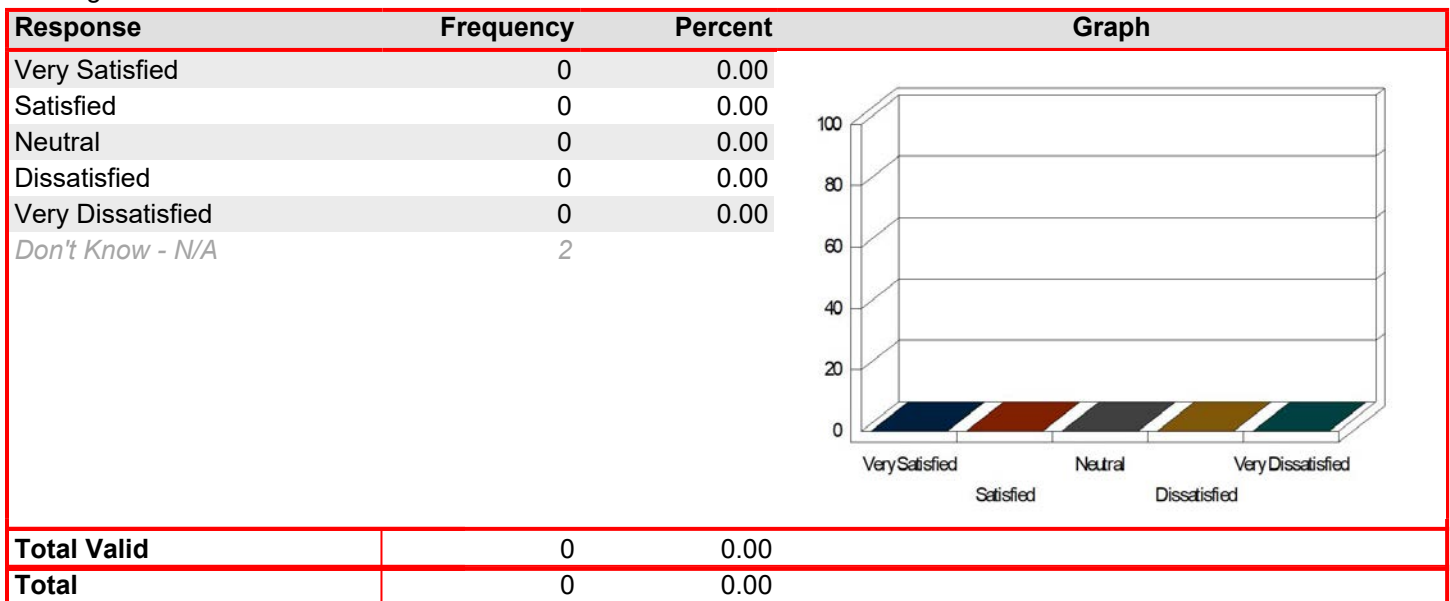 Response Frequency Percent Graph
Very Satisfied 0 0.00
Satisfied 0 0.00
Neutral 0 0.00
Dissatisfied 0 0.00
Very Dissatisfied 0 0.00
Don't Know - N/A 2
100
80
60
40
20
0
Very Satisfied Neutral Very Dissatisfied
Satisfied Dissatisfied
Total Valid 0 0.00
Total 0 0.00